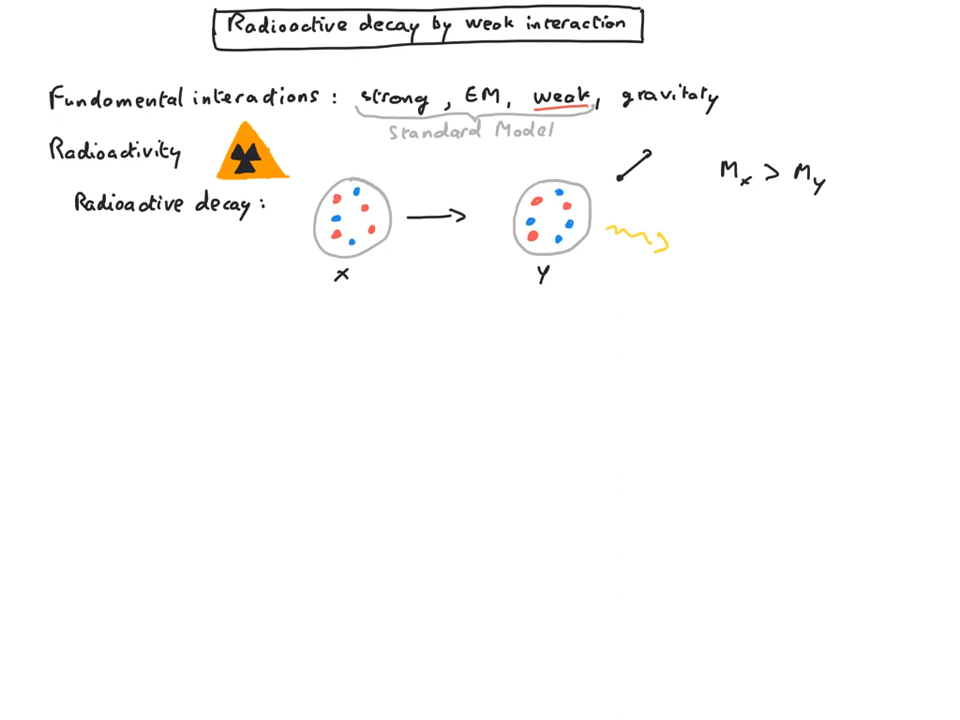 Radioactive decay by weak interaction
Fundamental interactions : strong , EM, weak, gravitaty
Standard Model
Radioactivity
Mx > My
Radioactive decay :
X
Y